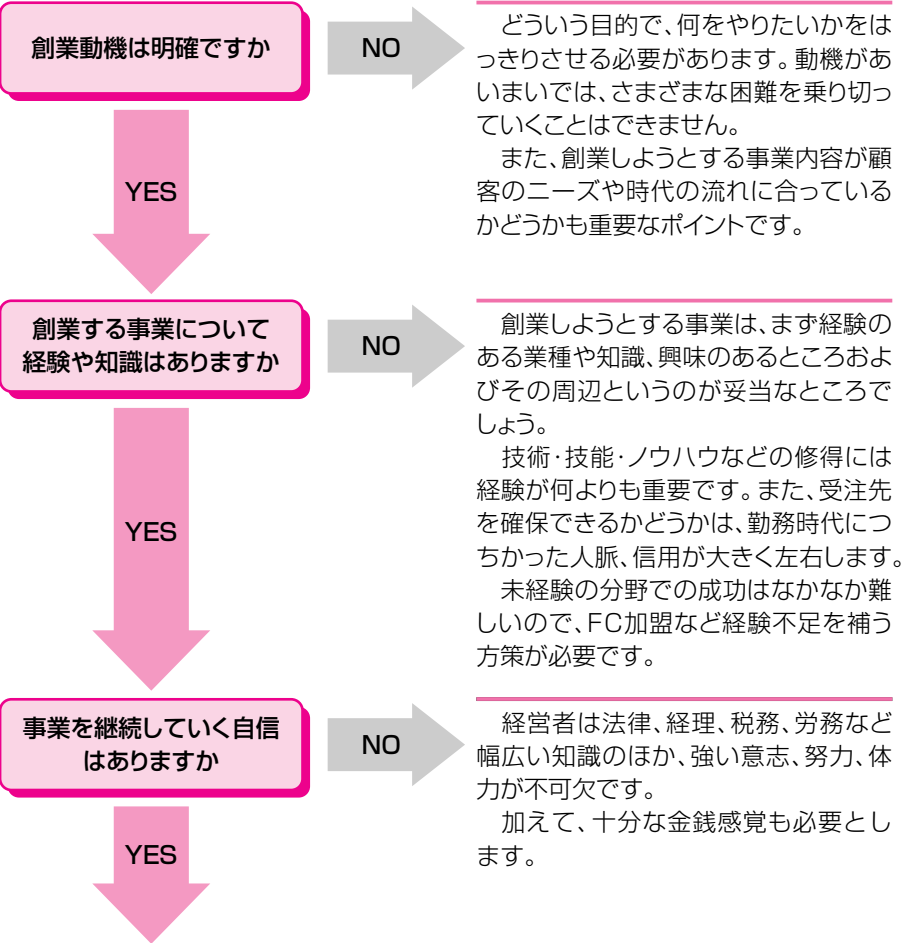 創業動機は明確ですか
NO
どういう目的で、何をやりたいかをは
っきりさせる必要があります。動機があ
いまいでは、さまざまな困難を乗り切っ
ていくことはできません。
また、創業しようとする事業内容が顧
客のニーズや時代の流れに合っている
かどうかも重要なポイントです。
YES
創業する事業について
経験や知識はありますか
NO
創業しようとする事業は、まず経験の
ある業種や知識、興味のあるところおよ
びその周辺というのが妥当なところで
しょう。
技術・技能・ノウハウなどの修得には
経験が何よりも重要です。また、受注先
を確保できるかどうかは、勤務時代につ
ちかった人脈、信用が大きく左右します。
未経験の分野での成功はなかなか難
しいので、FC加盟など経験不足を補う
方策が必要です。
YES
事業を継続していく自信
はありますか
NO
経営者は法律、経理、税務、労務など
幅広い知識のほか、強い意志、努力、体
力が不可欠です。
加えて、十分な金銭感覚も必要とし
ます。
YES